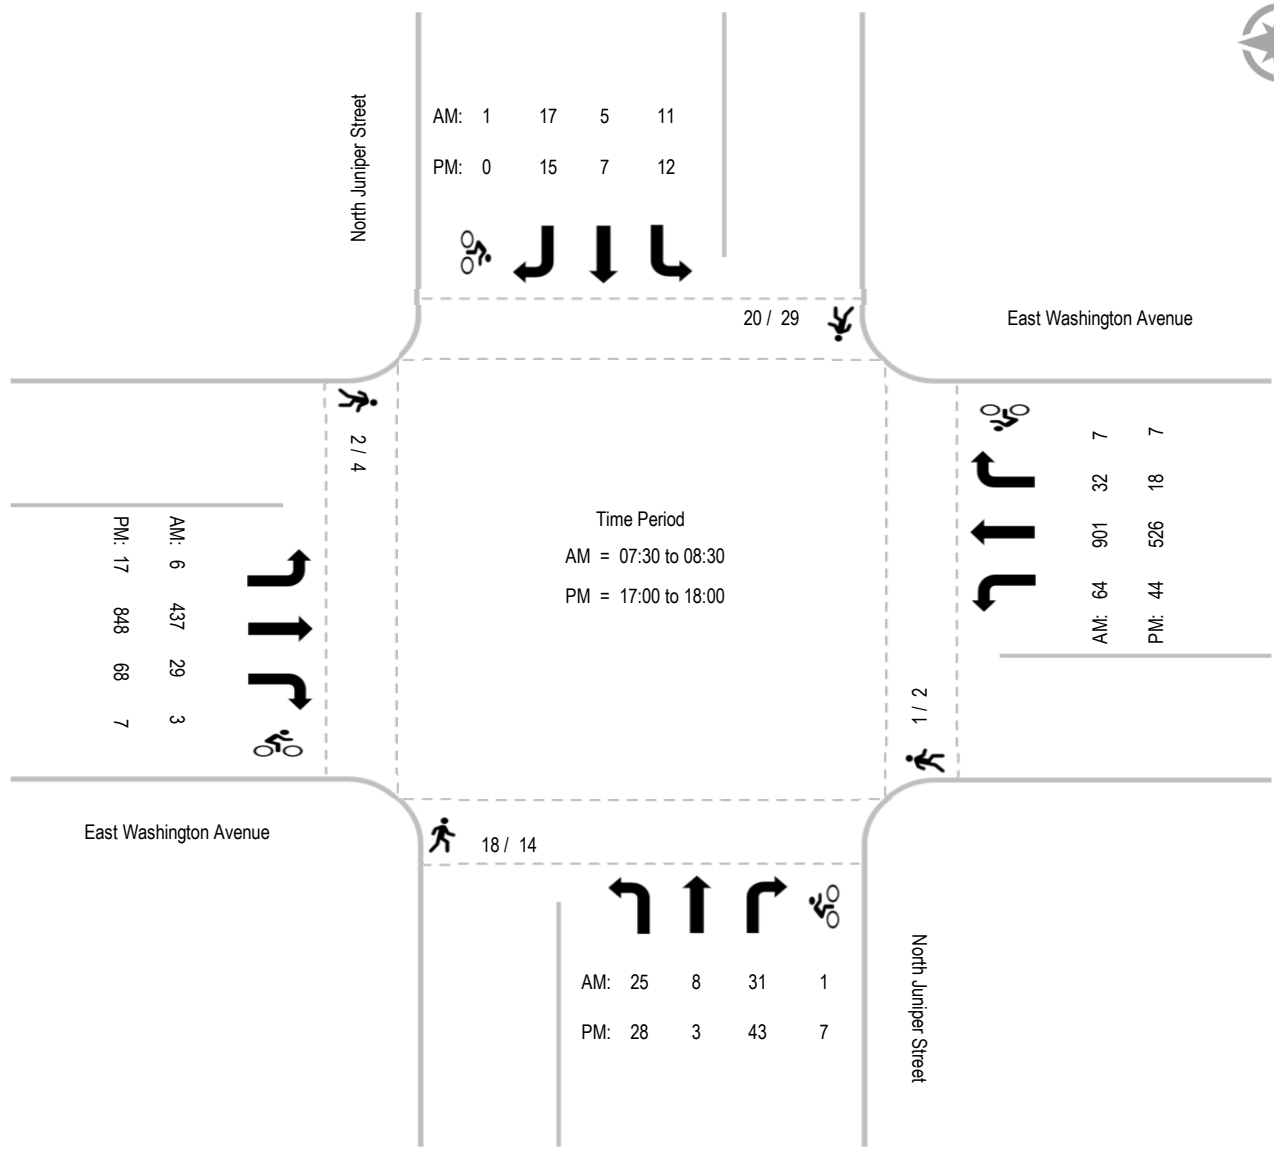 North Juniper Street
AM: 1 17 5 11
PM: 0 15 7 12
20 / 29
East Washington Avenue
2 / 4
AM: 64 901 32 7
PM: 44 526 18 7
Time Period
AM = 07:30 to 08:30
PM = 17:00 to 18:00
AM: 6 437 29 3
PM: 17 848 68 7
1 / 2
East Washington Avenue
18 / 14
AM: 25 8 31 1
PM: 28 3 43 7
North Juniper Street